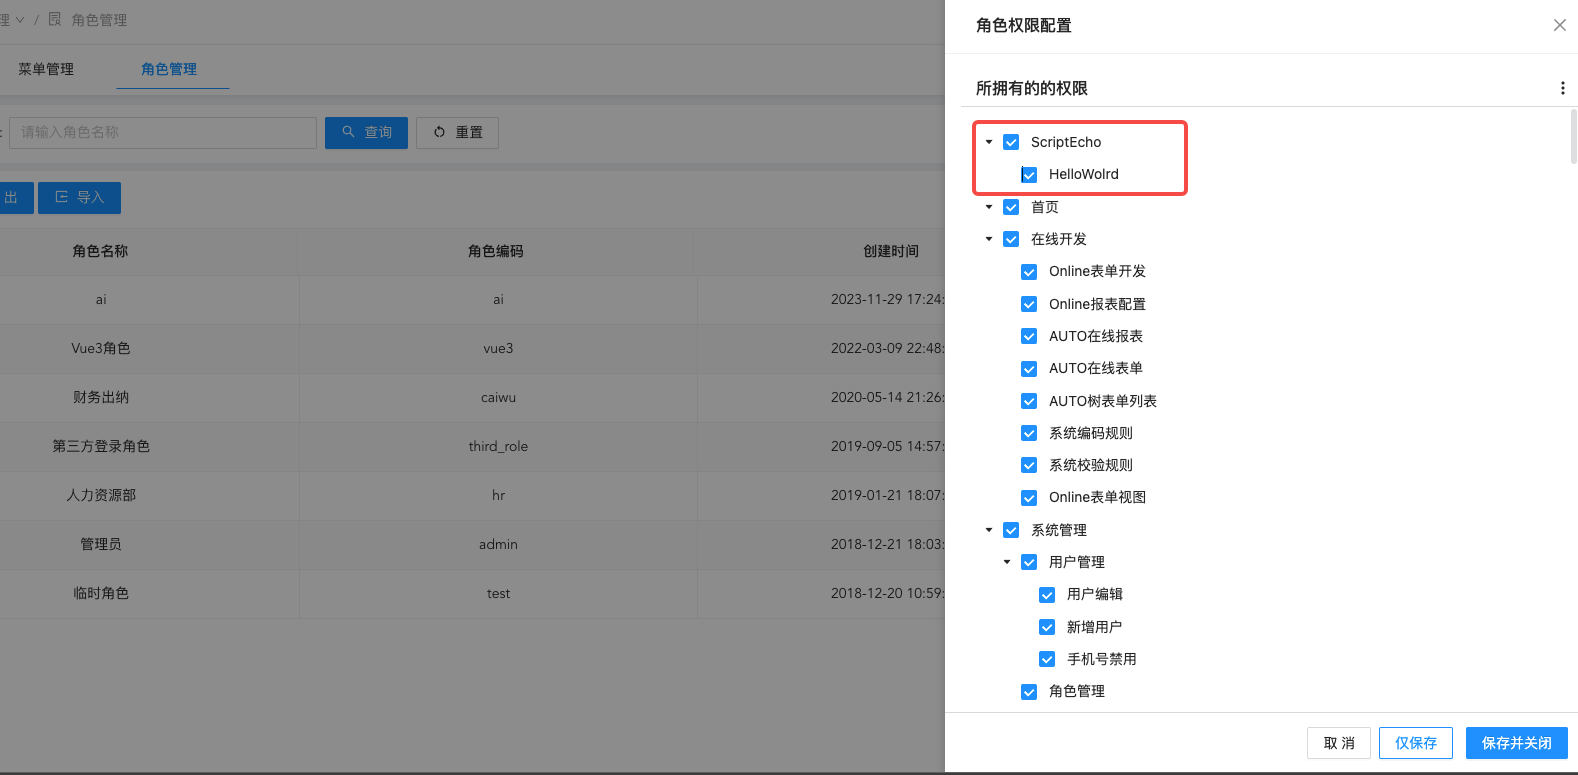 理 / 角色管理
菜单管理 角色管理
: 请输入角色名称 查询 重置
出 导入
角色名称 角色编码 创建时间
ai ai 2023-11-29 17:24:
Vue3角色 vue3 2022-03-09 22:48:
财务出纳 caiwu 2020-05-14 21:26:
第三方登录角色 third_role 2019-09-05 14:57:
人力资源部 hr 2019-01-21 18:07:
管理员 admin 2018-12-21 18:03:
临时角色 test 2018-12-20 10:59:
角色权限配置
所拥有的的权限
ScriptEcho
HelloWolrd
首页
在线开发
Online表单开发
Online报表配置
AUTO在线报表
AUTO在线表单
AUTO树表单列表
系统编码规则
系统校验规则
Online表单视图
系统管理
用户管理
用户编辑
新增用户
手机号禁用
角色管理
取 消 仅保存 保存并关闭